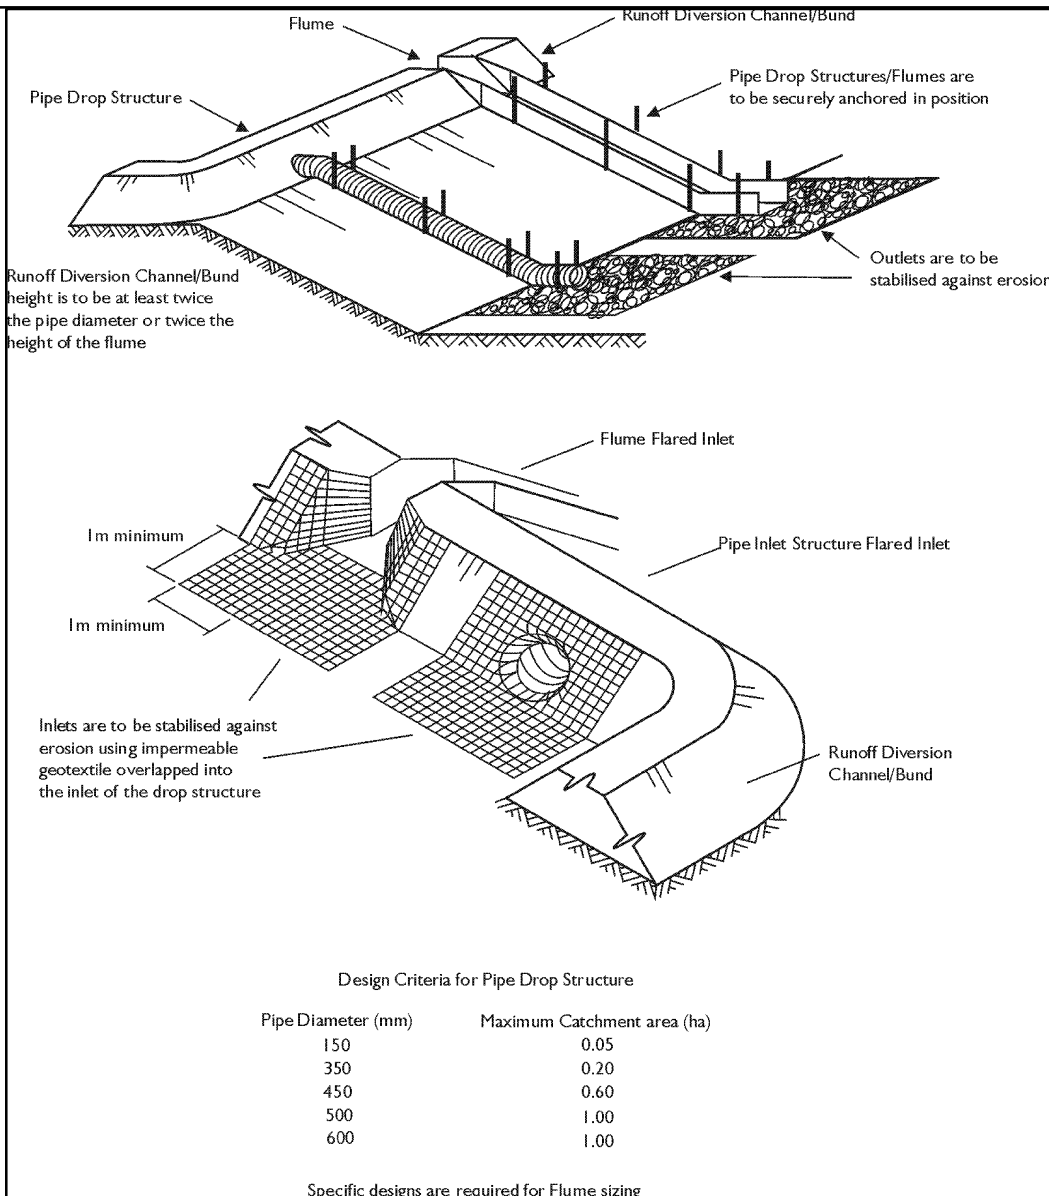 Runoff Diversion Channel/Bund
Flume
Pipe Drop Structures/Flumes are
to be securely anchored in position
Pipe Drop Structure
Outlets are to be
stabilised against erosion
Runoff Diversion Channel/Bund
height is to be at least twice
the pipe diameter or twice the
height of the flume
Flume Flared Inlet
1m minimum
Pipe Inlet Structure Flared Inlet
1m minimum
Inlets are to be stabilised against
erosion using impermeable
geotextile overlapped into
the inlet of the drop structure
Runoff Diversion
Channel/Bund
Design Criteria for Pipe Drop Structure
Pipe Diameter (mm) Maximum Catchment area (ha)
150 0.05
350 0.20
450 0.60
500 1.00
600 1.00
Specific designs are required for Flume sizing